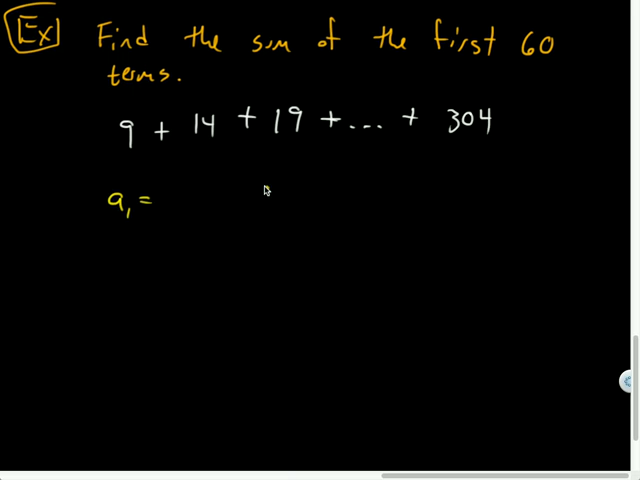 Ex Find the sum of the first 60
terms.
9 + 14 + 19 + ... + 304
a₁ =